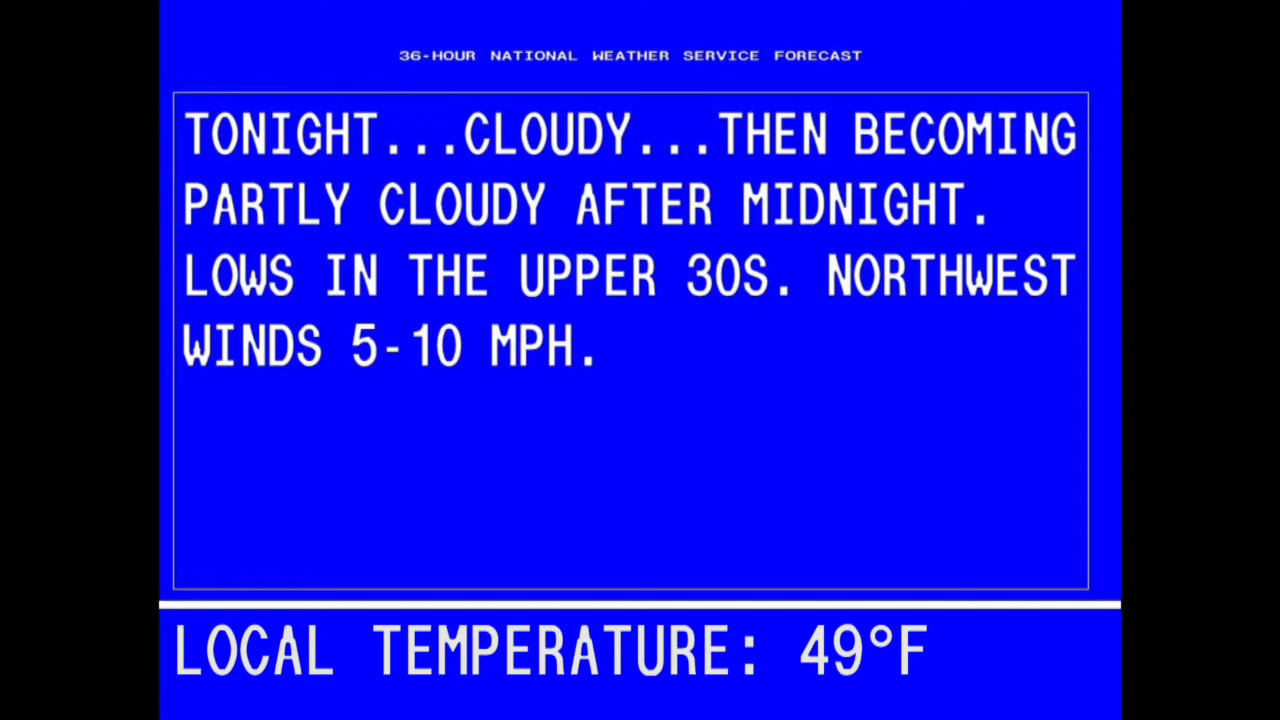 36-HOUR NATIONAL WEATHER SERVICE FORECAST
TONIGHT...CLOUDY...THEN BECOMING
PARTLY CLOUDY AFTER MIDNIGHT.
LOWS IN THE UPPER 30S. NORTHWEST
WINDS 5-10 MPH.
LOCAL TEMPERATURE: 49°F